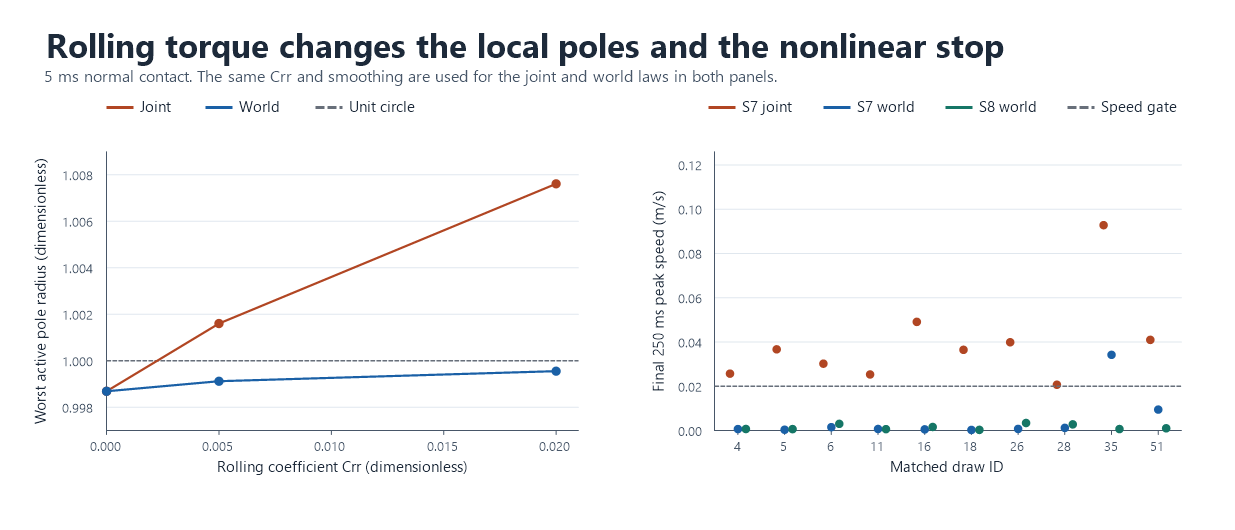 Rolling torque changes the local poles and the nonlinear stop
5 ms normal contact. The same Crr and smoothing are used for the joint and world laws in both panels.
Joint World Unit circle
Worst active pole radius (dimensionless)
1.008
1.006
1.004
1.002
1.000
0.998
0.000 0.005 0.010 0.015 0.020
Rolling coefficient Crr (dimensionless)
S7 joint S7 world S8 world Speed gate
Final 250 ms peak speed (m/s)
0.12
0.10
0.08
0.06
0.04
0.02
0.00
4 5 6 11 16 18 26 28 35 51
Matched draw ID